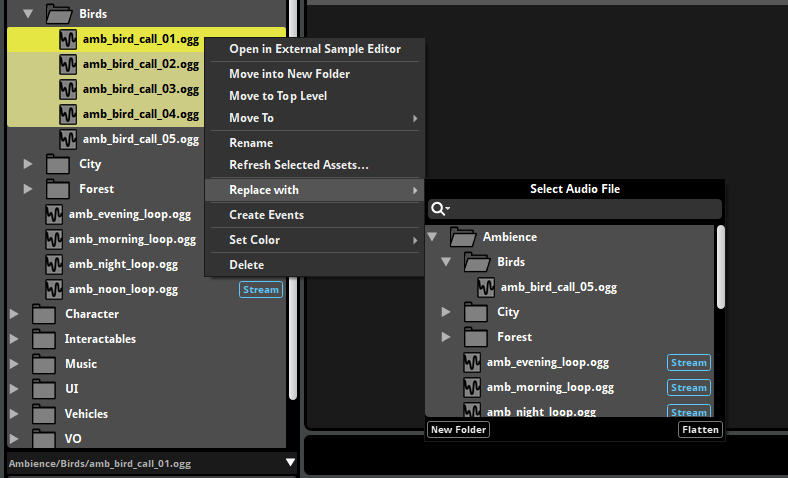 Birds
amb_bird_call_01.ogg
amb_bird_call_02.ogg
amb_bird_call_03.ogg
amb_bird_call_04.ogg
amb_bird_call_05.ogg
City
Forest
amb_evening_loop.ogg
amb_morning_loop.ogg
amb_night_loop.ogg
amb_noon_loop.ogg Stream
Character
Interactables
Music
UI
Vehicles
VO
Ambience/Birds/amb_bird_call_01.ogg
Open in External Sample Editor
Move into New Folder
Move to Top Level
Move To
Rename
Refresh Selected Assets...
Replace with
Create Events
Set Color
Delete
Select Audio File
Ambience
Birds
amb_bird_call_05.ogg
City
Forest
amb_evening_loop.ogg Stream
amb_morning_loop.ogg Stream
amb_night_loop.ogg Stream
New Folder Flatten